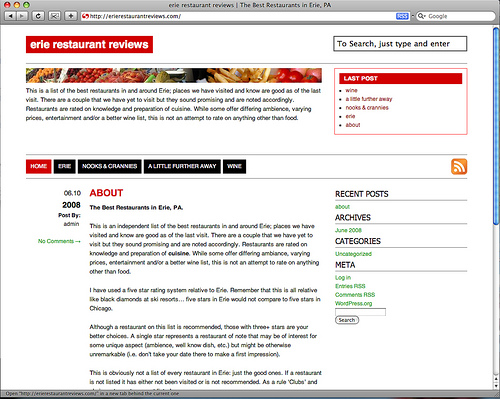 erie restaurant reviews | The Best Restaurants in Erie, PA
http://erierestaurantreviews.com/
RSS
Google
erie restaurant reviews
To Search, just type and enter
This is a list of the best restaurants in and around Erie; places we have visited and know are good as of the last
visit. There are a couple that we have yet to visit but they sound promising and are noted accordingly.
Restaurants are rated on knowledge and preparation of cuisine. While some offer differing ambience, varying
prices, entertainment and/or a better wine list, this is not an attempt to rate on anything other than food.
LAST POST
wine
a little further away
nooks & crannies
erie
about
HOME
ERIE
NOOKS & CRANNIES
A LITTLE FURTHER AWAY
WINE
06.10
2008
Post By:
admin
No Comments →
ABOUT
The Best Restaurants in Erie, PA.
This is an independent list of the best restaurants in and around Erie; places we have
visited and know are good as of the last visit. There are a couple that we have yet to
visit but they sound promising and are noted accordingly. Restaurants are rated on
knowledge and preparation of cuisine. While some offer differing ambience, varying
prices, entertainment and/or a better wine list, this is not an attempt to rate on anything
other than food.
I have used a five star rating system relative to Erie. Remember that this is all relative
like black diamonds at ski resorts… five stars in Erie would not compare to five stars in
Chicago.
Although a restaurant on this list is recommended, those with three+ stars are your
better choices. A single star represents a restaurant of note that may be of interest for
some unique aspect (ambience, well know dish, etc.) but might be otherwise
unremarkable (i.e. don't take your date there to make a first impression).
This is obviously not a list of every restaurant in Erie: just the good ones. If a restaurant
is not listed it has either not been visited or is not recommended. As a rule 'Clubs' and
RECENT POSTS
about
ARCHIVES
June 2008
CATEGORIES
Uncategorized
META
Log in
Entries RSS
Comments RSS
WordPress.org
Search
Open "http://erierestaurantreviews.com/" in a new tab behind the current one